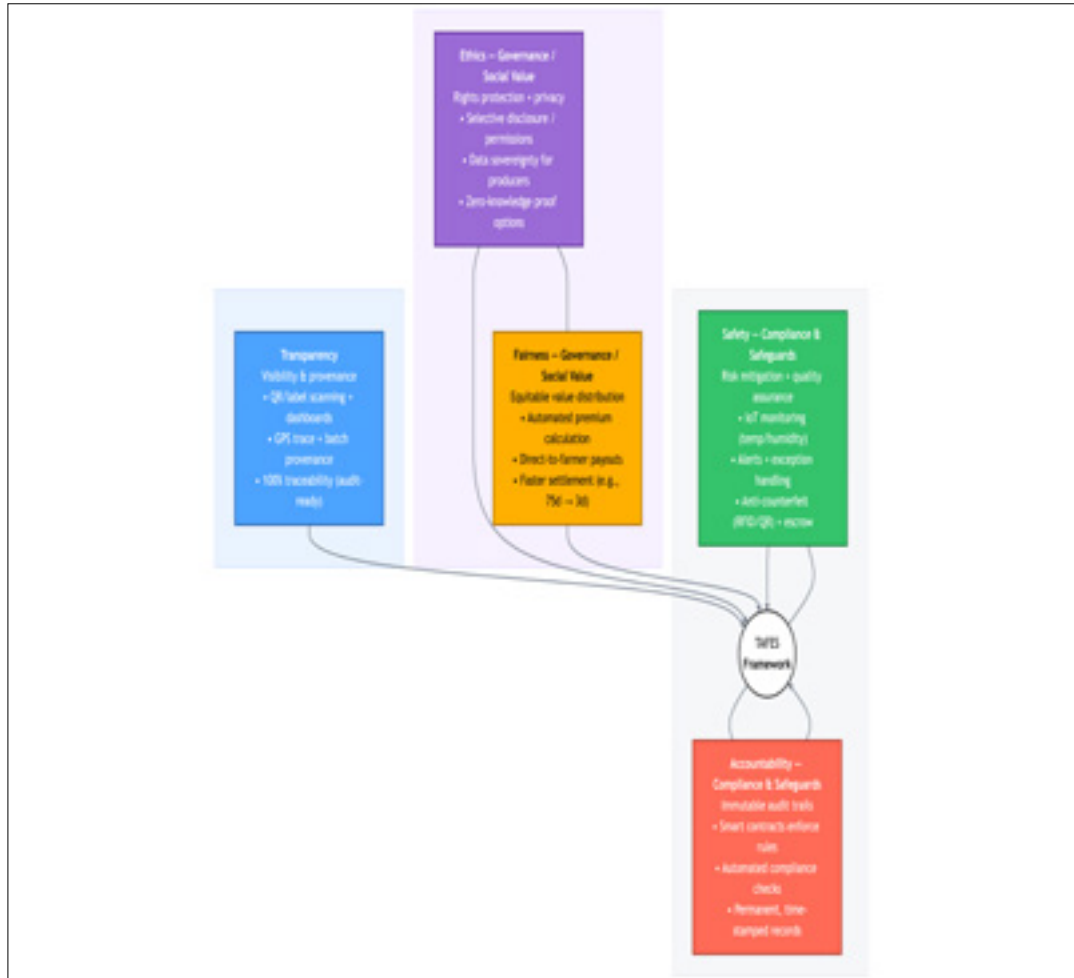 Ethics – Governance /
Social Value
Rights protection + privacy
• Selective disclosure /
permissions
• Data sovereignty for
producers
• Zero-knowledge proof
options
Transparency
Visibility & provenance
• QR/label scanning +
dashboards
• GPS trace + batch
provenance
• 100% traceability (audit-
ready)
Fairness – Governance /
Social Value
Equitable value distribution
• Automated premium
calculation
• Direct-to-farmer payouts
• Faster settlement (e.g.,
75d → 3d)
Safety – Compliance &
Safeguards
Risk mitigation + quality
assurance
• IoT monitoring
(temp/humidity)
• Alerts + exception
handling
• Anti-counterfeit
(RFID/QR) + escrow
TAFES
Framework
Accountability –
Compliance & Safeguards
Immutable audit trails
• Smart contracts enforce
rules
• Automated compliance
checks
• Permanent, time-
stamped records